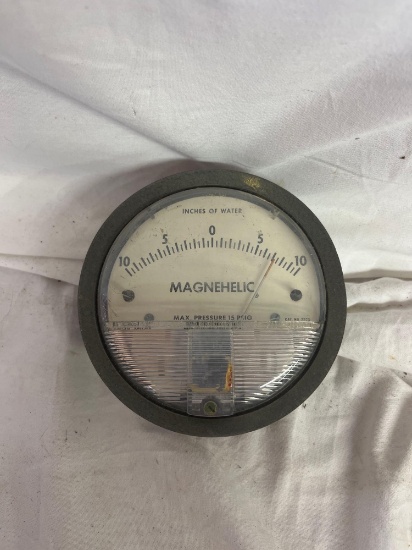 INCHES OF WATER
5 0 5
10 10
MAGNEHELIC
MAX. PRESSURE 15 PSIG